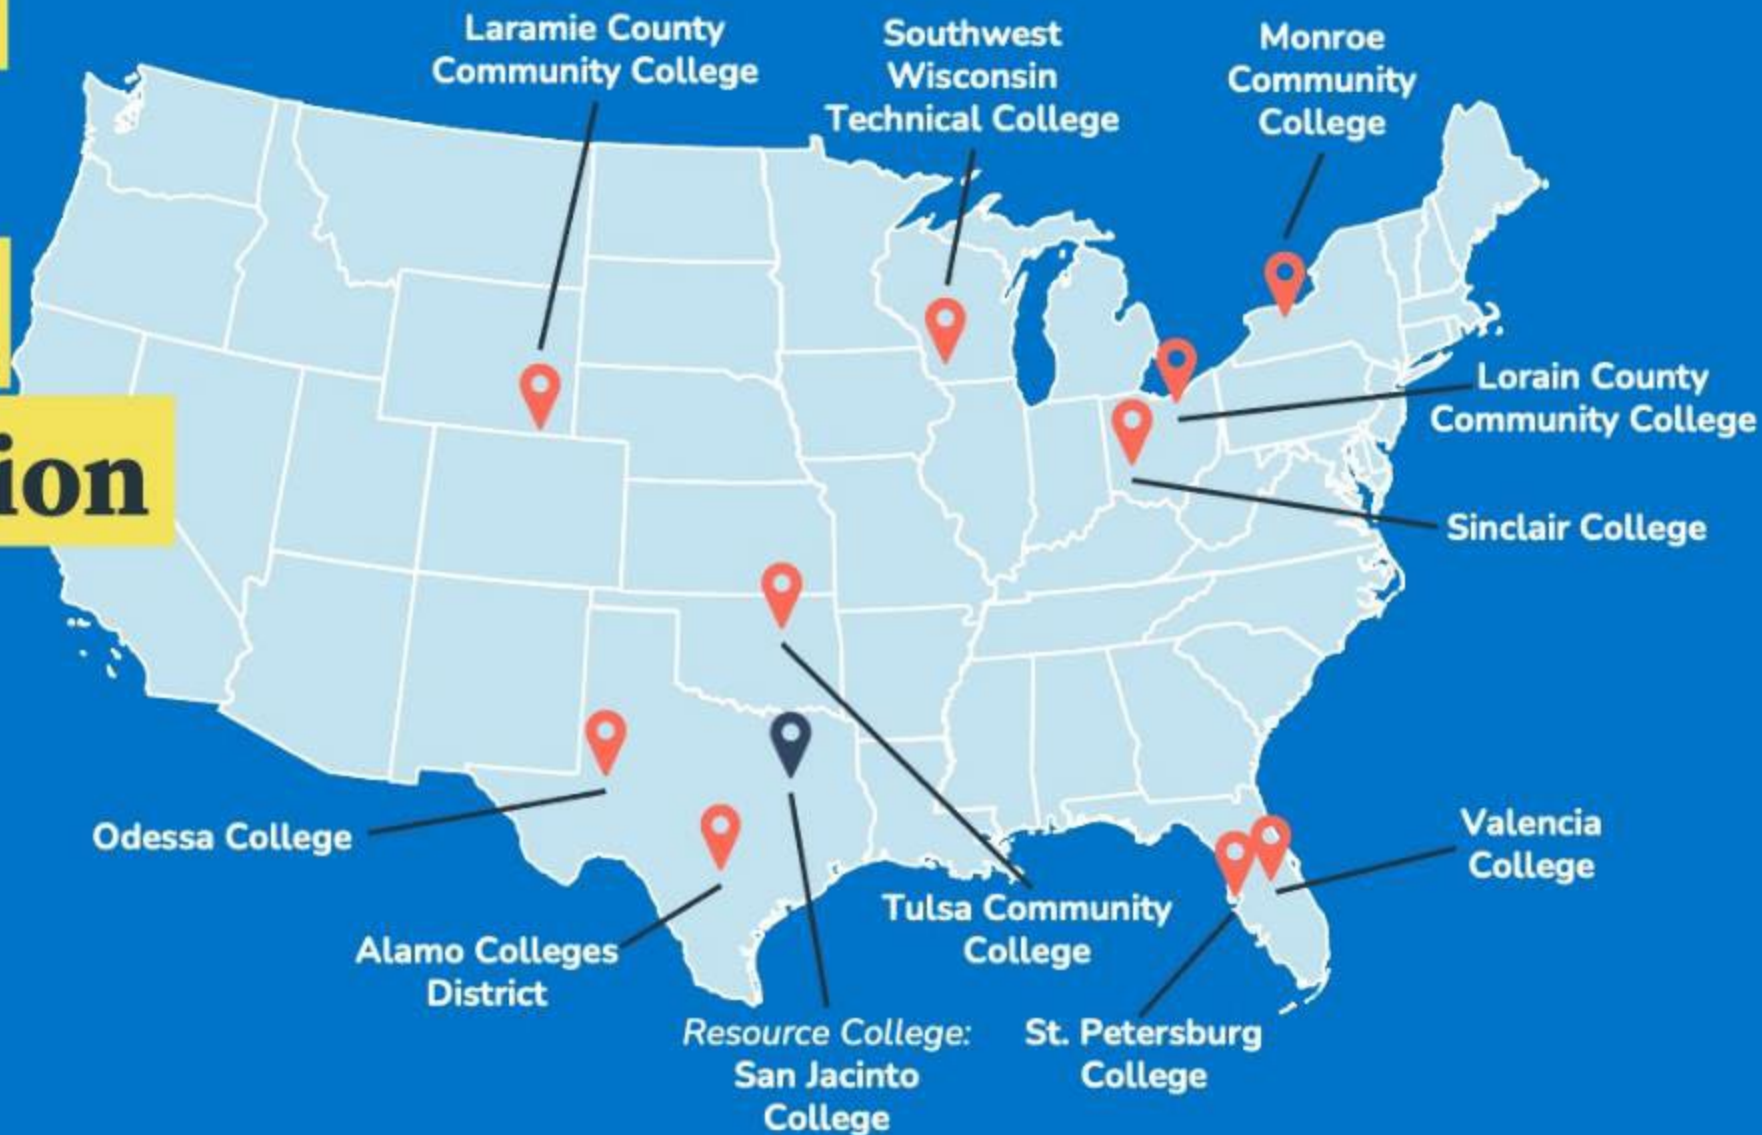 Laramie County
Community College
Southwest
Wisconsin
Technical College
Monroe
Community
College
Lorain County
Community College
ion
Sinclair College
Odessa College
Valencia
College
Alamo Colleges
District
Tulsa Community
College
Resource College:
San Jacinto
College
St. Petersburg
College